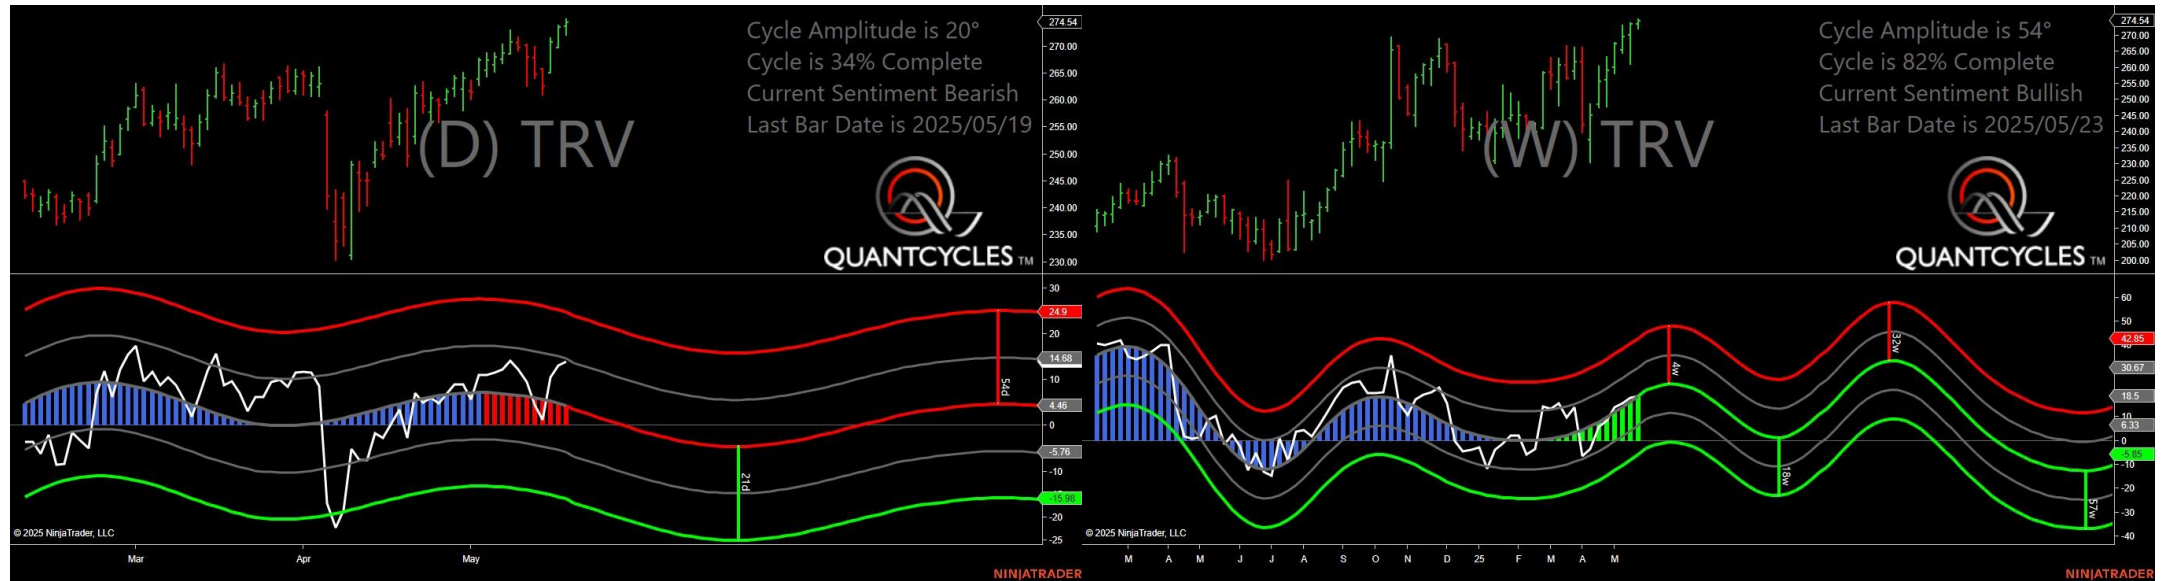 Cycle Amplitude is 20°
Cycle is 34% Complete
Current Sentiment Bearish
Last Bar Date is 2025/05/19
(D) TRV
QUANTCYCLES TM
274.54
270.00
265.00
260.00
255.00
250.00
245.00
240.00
235.00
230.00
30
24.9
20
14.68
10
4.46
0
-5.76
-10
-15.98
-20
-25
54d
21d
© 2025 NinjaTrader, LLC
Mar Apr May
NINJATRADER
Cycle Amplitude is 54°
Cycle is 82% Complete
Current Sentiment Bullish
Last Bar Date is 2025/05/23
(W) TRV
QUANTCYCLES TM
274.54
270.00
265.00
260.00
255.00
250.00
245.00
240.00
235.00
230.00
225.00
220.00
215.00
210.00
205.00
200.00
60
50
42.85
30.67
18.5
10
6.33
0
-5.85
-10
-20
-30
-40
4w
18w
32w
57w
© 2025 NinjaTrader, LLC
M A M J J A S O N D 25 F M A M
NINJATRADER